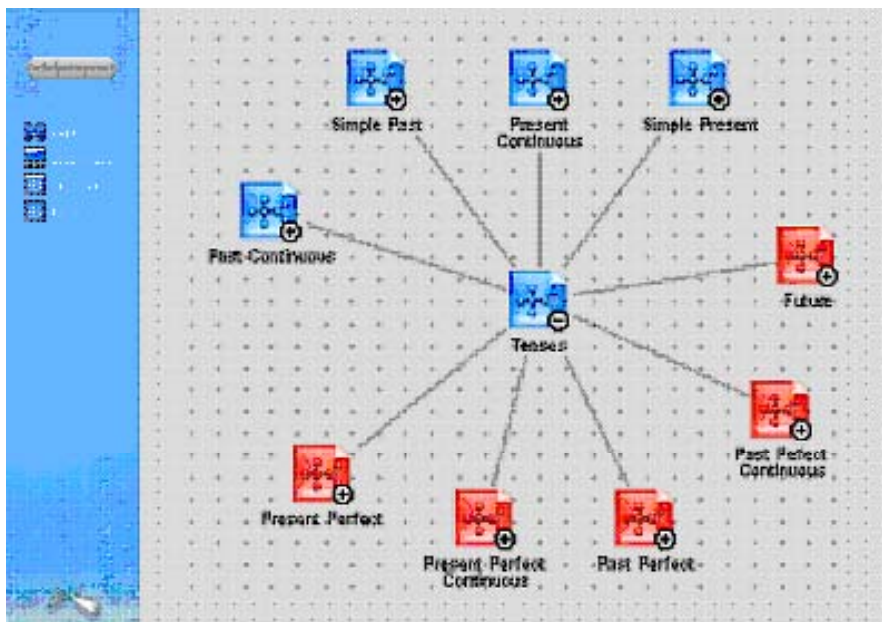 Simple Past
Present
Continuous
Simple Present
Past Continuous
Future
Tenses
Past Perfect
Continuous
Present Perfect
Present Perfect
Continuous
Past Perfect